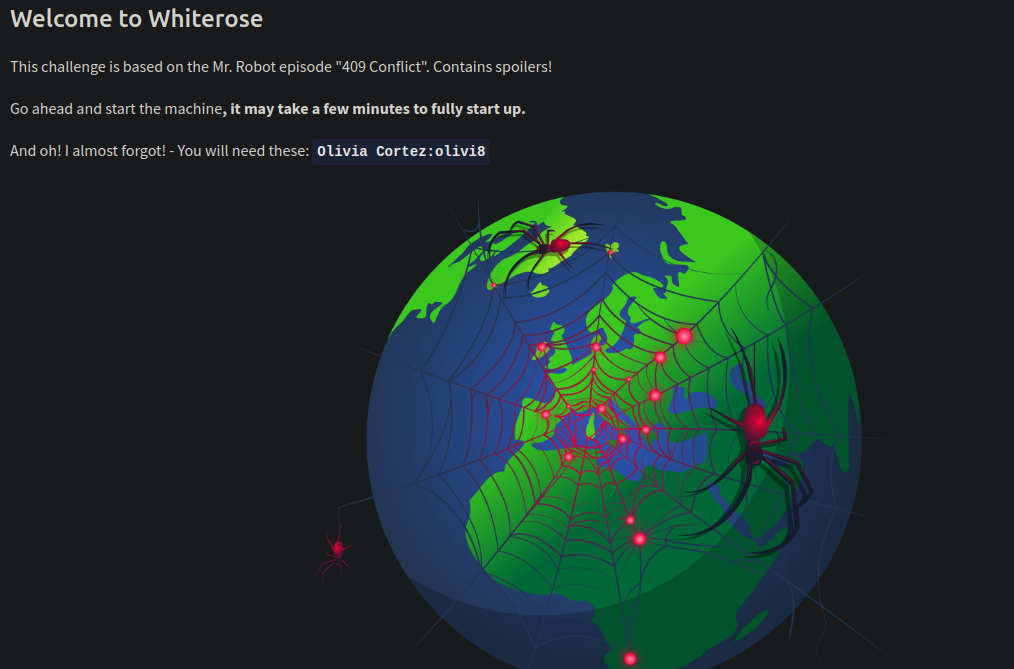 Welcome to Whiterose
This challenge is based on the Mr. Robot episode "409 Conflict". Contains spoilers!
Go ahead and start the machine, it may take a few minutes to fully start up.
And oh! I almost forgot! - You will need these: Olivia Cortez:olivi8